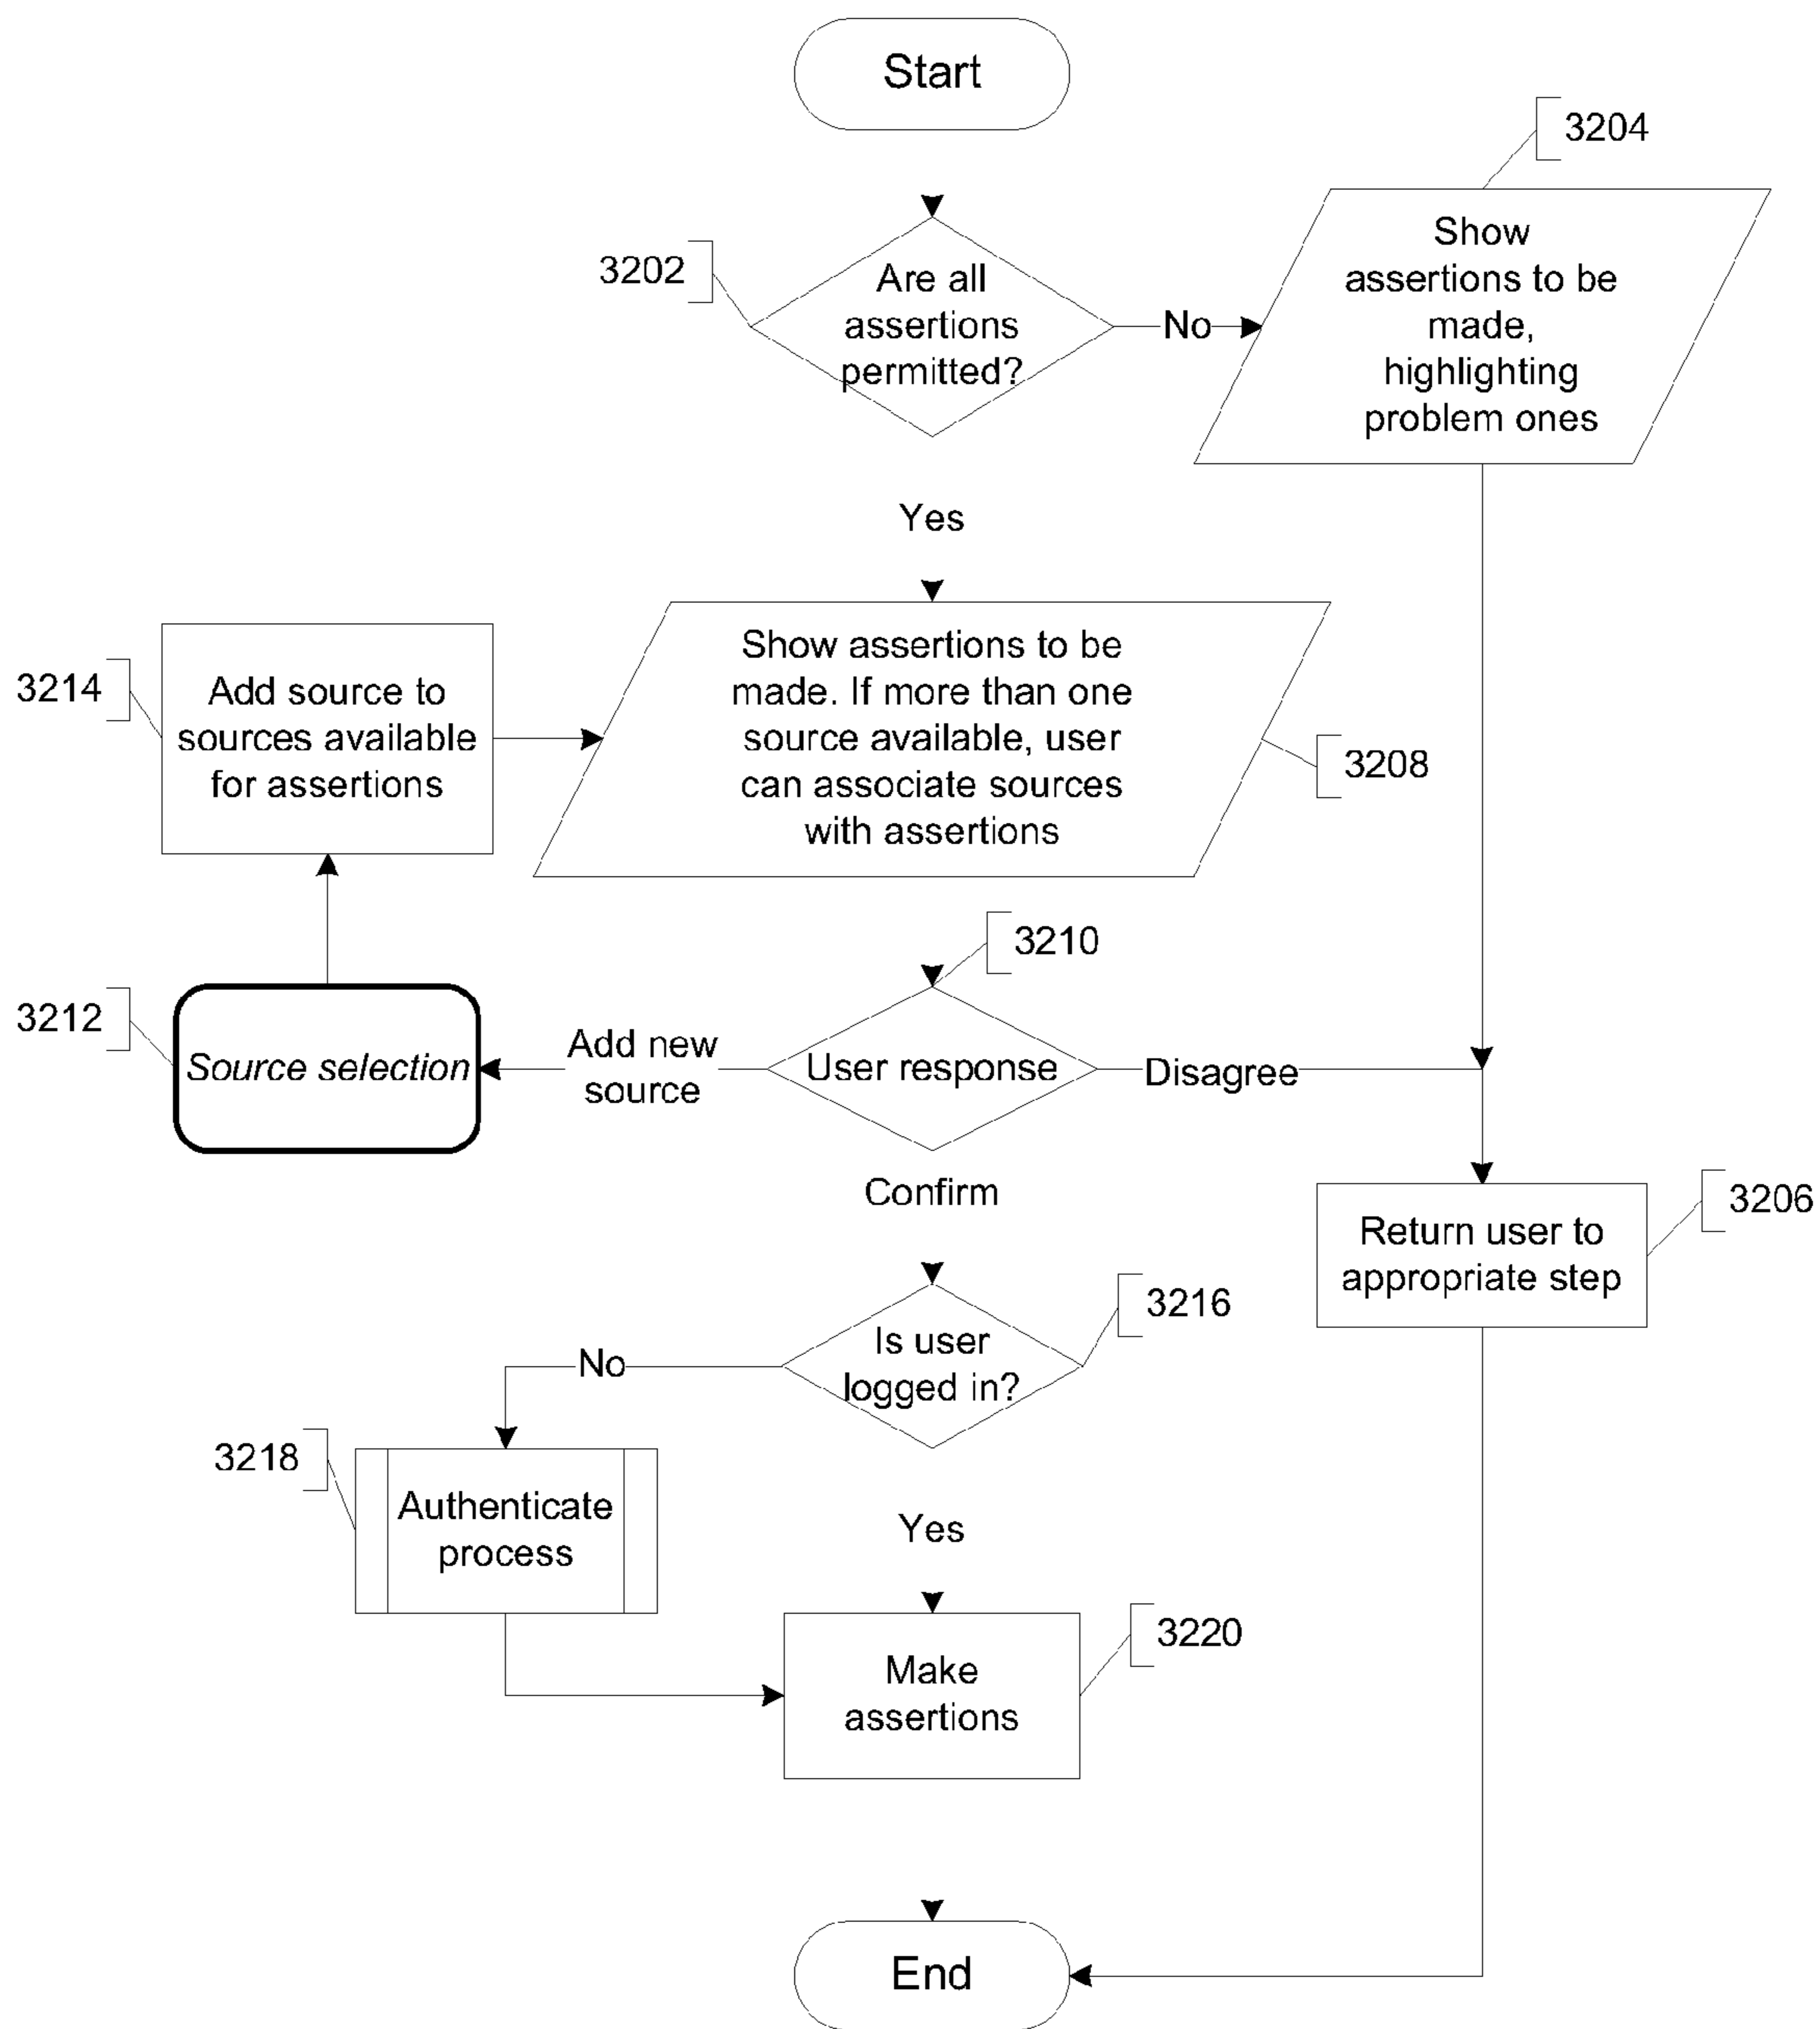 Start
3204
3202
Are all
assertions
permitted?
No
Show
assertions to be
made,
highlighting
problem ones
Yes
3214
Add source to
sources available
for assertions
Show assertions to be
made. If more than one
source available, user
can associate sources
with assertions
3208
3210
3212
Source selection
Add new
source
User response
Disagree
Confirm
3206
Return user to
appropriate step
3216
Is user
logged in?
No
3218
Authenticate
process
Yes
3220
Make
assertions
End